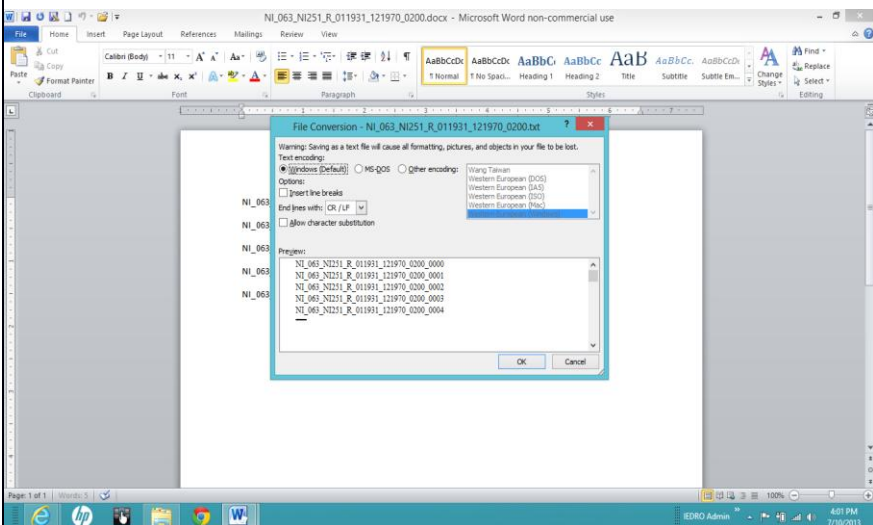 NI_063_NI251_R_011931_121970_0200.docx - Microsoft Word non-commercial use
File Home Insert Page Layout References Mailings Review View
Cut
Copy
Format Painter
Paste
Calibri (Body) 11
B I U abc X, x² A
AaBbCcDc AaBbCcDc AaBbC AaBbCc AaB AaBbCc. AaBbCcDc
¶ Normal ¶ No Spaci... Heading 1 Heading 2 Title Subtitle Subtle Em...
Change Styles
Find
Replace
Select
Clipboard Font Paragraph Styles Editing
File Conversion - NI_063_NI251_R_011931_121970_0200.txt ? x
Warning: Saving as a text file will cause all formatting, pictures, and objects in your file to be lost.
Text encoding:
Windows (Default) MS-DOS Other encoding:
Wang Taiwan
Western European (DOS)
Western European (IA5)
Western European (ISO)
Western European (Mac)
Western European (Windows)
Options:
Insert line breaks
End lines with: CR / LF
Allow character substitution
NI_063
NI_063
NI_063
NI_063
NI_063
Preview:
NI_063_NI251_R_011931_121970_0200_0000
NI_063_NI251_R_011931_121970_0200_0001
NI_063_NI251_R_011931_121970_0200_0002
NI_063_NI251_R_011931_121970_0200_0003
NI_063_NI251_R_011931_121970_0200_0004
OK Cancel
Page: 1 of 1 Words: 5 100%
IEDRO Admin 4:01 PM
7/10/2013